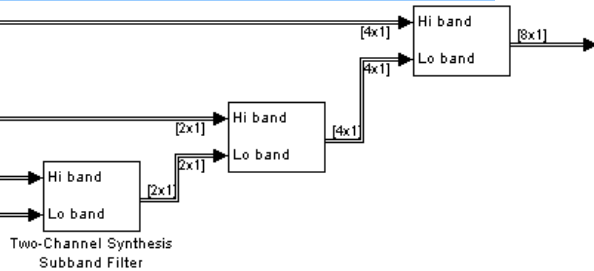 Hi band
[4x1]
[8x1]
4x1]
Lo band
Hi band
[2x1]
[4x1]
2x1]
Lo band
Hi band
[2x1]
Lo band
Two-Channel Synthesis
Subband Filter